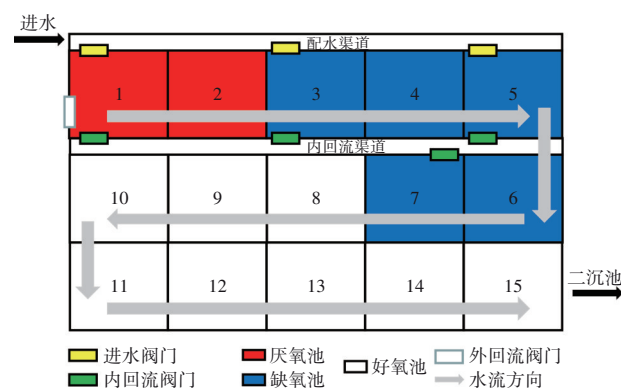 进水
配水渠道
1 2 3 4 5
内回流渠道
10 9 8 7 6
11 12 13 14 15
二沉池
进水阀门 厌氧池 好氧池 外回流阀门
内回流阀门 缺氧池 水流方向